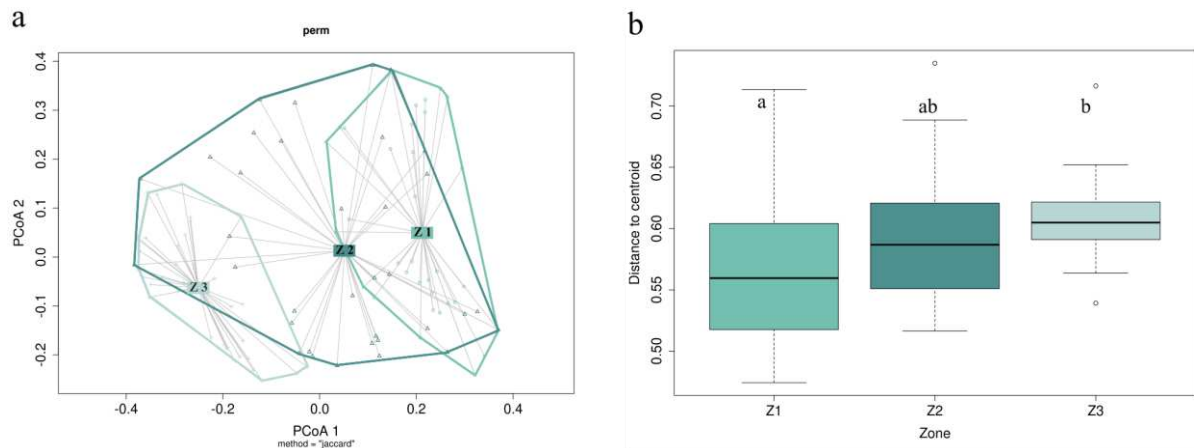 a
perm
PCoA 2
0.4
0.3
0.2
0.1
0.0
-0.1
-0.2
Z 1
Z 2
Z 3
-0.4
-0.2
0.0
0.2
0.4
PCoA 1
method = "jaccard"
b
Distance to centroid
0.70
0.65
0.60
0.55
0.50
a
ab
b
Z1
Z2
Z3
Zone